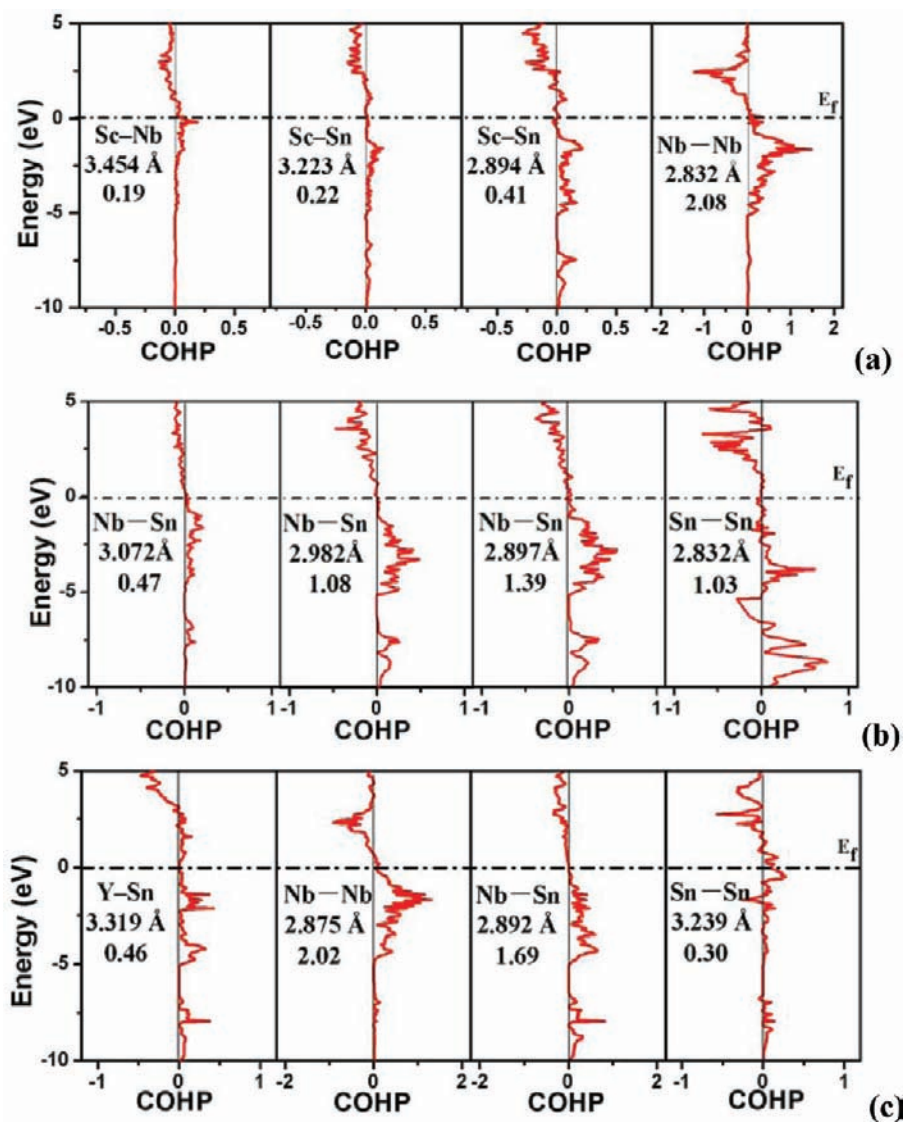 5
0
-5
-10
Energy (eV)
Sc–Nb
3.454 Å
0.19
Sc–Sn
3.223 Å
0.22
Sc–Sn
2.894 Å
0.41
Nb — Nb
2.832 Å
2.08
E_f
-0.5 0.0 0.5
-0.5 0.0 0.5
-0.5 0.0 0.5
-2 -1 0 1 2
COHP COHP COHP COHP
(a)
5
0
-5
-10
Energy (eV)
Nb — Sn
3.072Å
0.47
Nb — Sn
2.982Å
1.08
Nb — Sn
2.897Å
1.39
Sn — Sn
2.832Å
1.03
E_f
-1 0 1
-1 0 1
-1 0 1
-1 0 1
COHP COHP COHP COHP
(b)
5
0
-5
-10
Energy (eV)
Y–Sn
3.319 Å
0.46
Nb — Nb
2.875 Å
2.02
Nb — Sn
2.892 Å
1.69
Sn — Sn
3.239 Å
0.30
E_f
-1 0 1
-2 0 2
-2 0 2
-1 0 1
COHP COHP COHP COHP
(c)